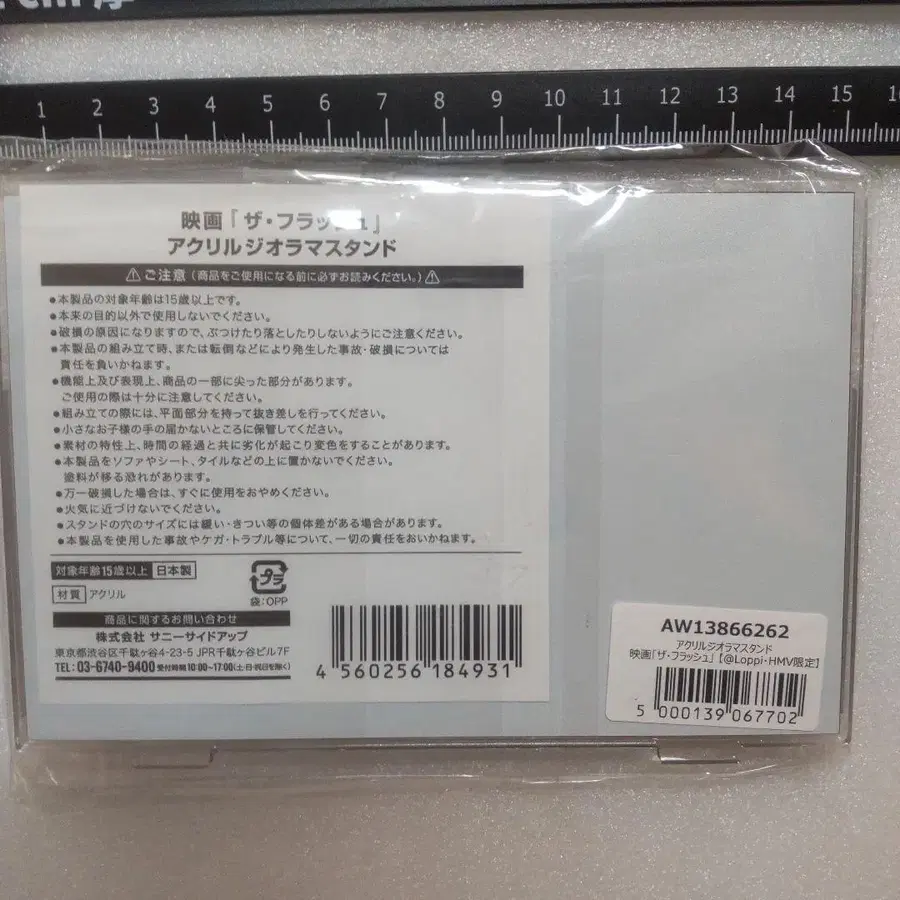 cm 厚
1 2 3 4 5 6 7 8 9 10 11 12 13 14 15
映画「ザ・フラッシュ」
アクリルジオラマスタンド
⚠ご注意(商品をご使用になる前に必ずお読みください。)⚠
●本製品の対象年齢は15歳以上です。
●本来の目的以外で使用しないでください。
●破損の原因になりますので、ぶつけたり落としたりしないようにご注意ください。
●本製品の組み立て時、または転倒などにより発生した事故・破損については
責任を負いかねます。
●機能上及び表現上、商品の一部に尖った部分があります。
ご使用の際は十分に注意してください。
●組み立ての際には、平面部分を持って抜き差しを行ってください。
●小さなお子様の手の届かないところに保管してください。
●素材の特性上、時間の経過と共に劣化が起こり変色をすることがあります。
●本製品をソファやシート、タイルなどの上に置かないでください。
塗料が移る恐れがあります。
●万一破損した場合は、すぐに使用をおやめください。
●火気に近づけないでください。
●スタンドの穴のサイズには緩い・きつい等の個体差がある場合があります。
●本製品を使用した事故やケガ・トラブル等について、一切の責任をおいかねます。
対象年齢15歳以上 日本製
材質 アクリル
プラ
袋:OPP
商品に関するお問い合わせ
株式会社 サニーサイドアップ
東京都渋谷区千駄ヶ谷4-23-5 JPR千駄ヶ谷ビル7F
TEL:03-6740-9400 受付時間10:00~17:00(土・日・祝日を除く)
4 560256 184931
AW13866262
アクリルジオラマスタンド
映画「ザ・フラッシュ」【@Loppi・HMV限定】
5 000139 067702